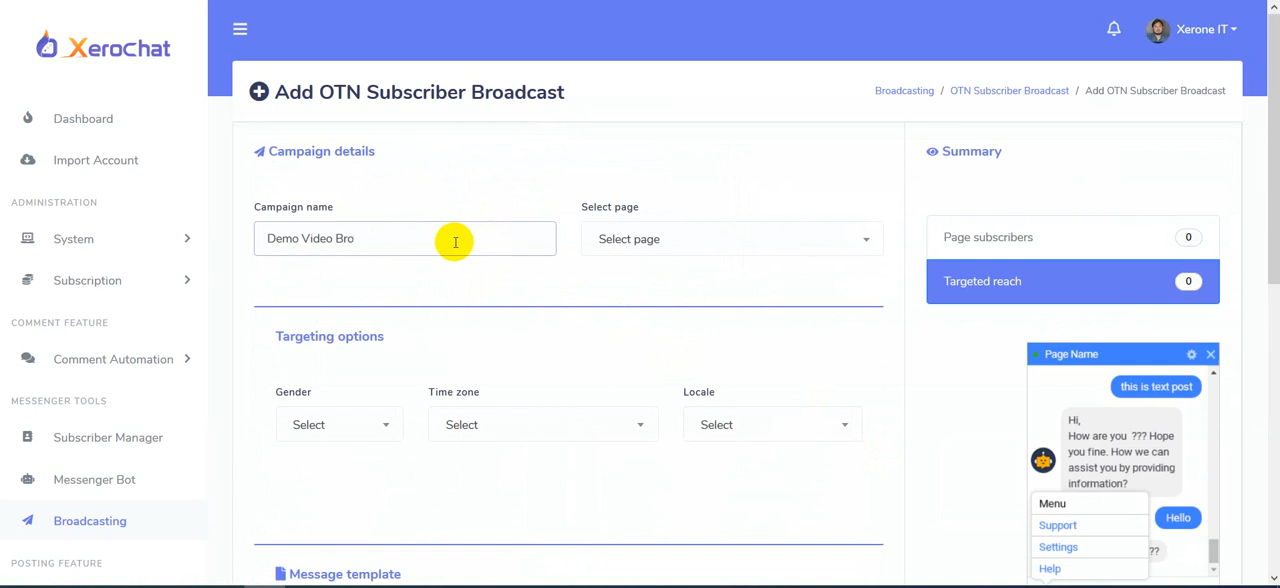 Xerochat
Xerone IT
Dashboard
Import Account
ADMINISTRATION
System
Subscription
COMMENT FEATURE
Comment Automation
MESSENGER TOOLS
Subscriber Manager
Messenger Bot
Broadcasting
POSTING FEATURE
Add OTN Subscriber Broadcast
Broadcasting / OTN Subscriber Broadcast / Add OTN Subscriber Broadcast
Campaign details
Campaign name
Demo Video Bro
Select page
Select page
Targeting options
Gender
Select
Time zone
Select
Locale
Select
Message template
Summary
Page subscribers 0
Targeted reach 0
Page Name
this is text post
Hi,
How are you ??? Hope
you fine. How we can
assist you by providing
information?
Hello
Menu
Support
Settings
Help
??